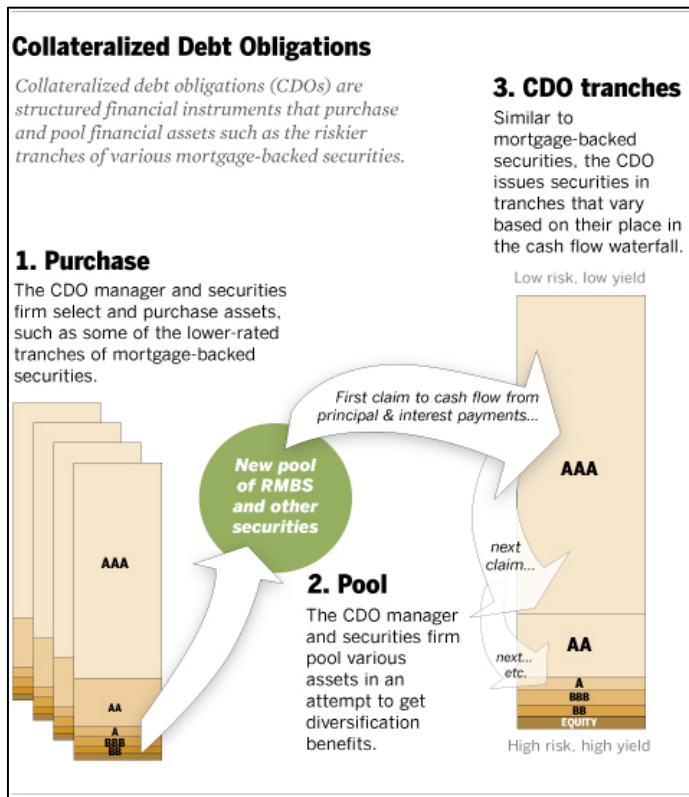 Collateralized Debt Obligations
Collateralized debt obligations (CDOs) are
structured financial instruments that purchase
and pool financial assets such as the riskier
tranches of various mortgage-backed securities.
1. Purchase
The CDO manager and securities
firm select and purchase assets,
such as some of the lower-rated
tranches of mortgage-backed
securities.
AAA
AA
A
BBB
BB
New pool
of RMBS
and other
securities
2. Pool
The CDO manager
and securities firm
pool various
assets in an
attempt to get
diversification
benefits.
3. CDO tranches
Similar to
mortgage-backed
securities, the CDO
issues securities in
tranches that vary
based on their place in
the cash flow waterfall.
Low risk, low yield
First claim to cash flow from
principal & interest payments...
next
claim...
next...
etc.
AAA
AA
A
BBB
BB
EQUITY
High risk, high yield